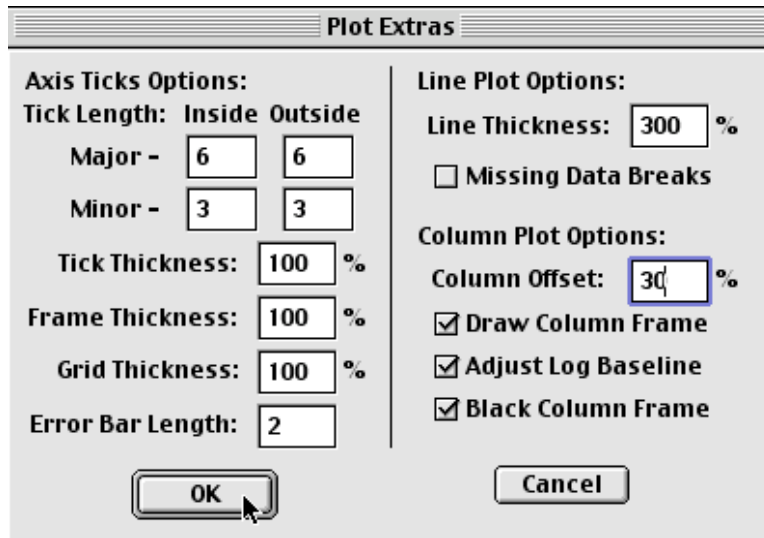 Plot Extras
Axis Ticks Options:
Tick Length: Inside Outside
Major - 6 6
Minor - 3 3
Tick Thickness: 100 %
Frame Thickness: 100 %
Grid Thickness: 100 %
Error Bar Length: 2
Line Plot Options:
Line Thickness: 300 %
Missing Data Breaks
Column Plot Options:
Column Offset: 30 %
Draw Column Frame
Adjust Log Baseline
Black Column Frame
OK
Cancel